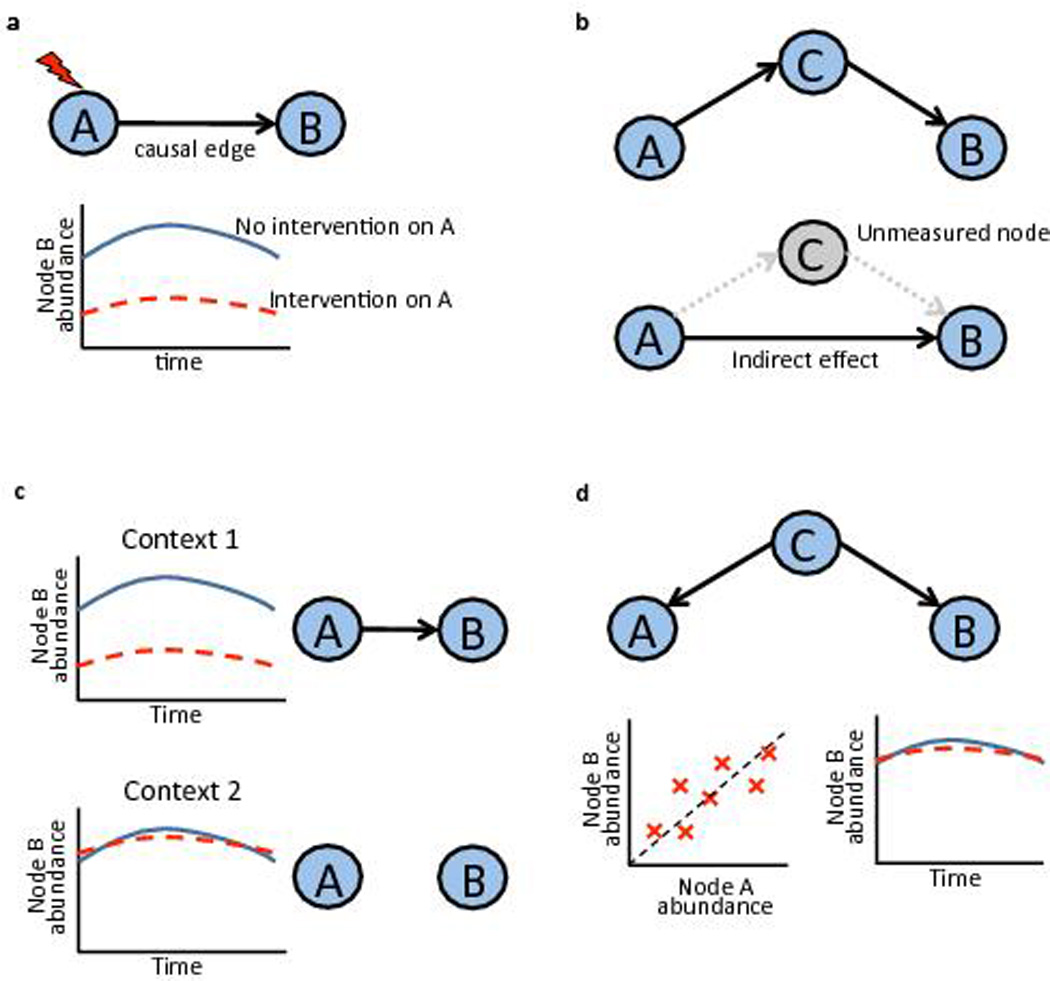 a
A
B
causal edge
Node B
abundance
No intervention on A
Intervention on A
time
b
C
A
B
C
Unmeasured node
A
B
Indirect effect
c
Context 1
Node B
abundance
A
B
Time
Context 2
Node B
abundance
A
B
Time
d
C
A
B
Node B
abundance
Node A
abundance
Node B
abundance
Time